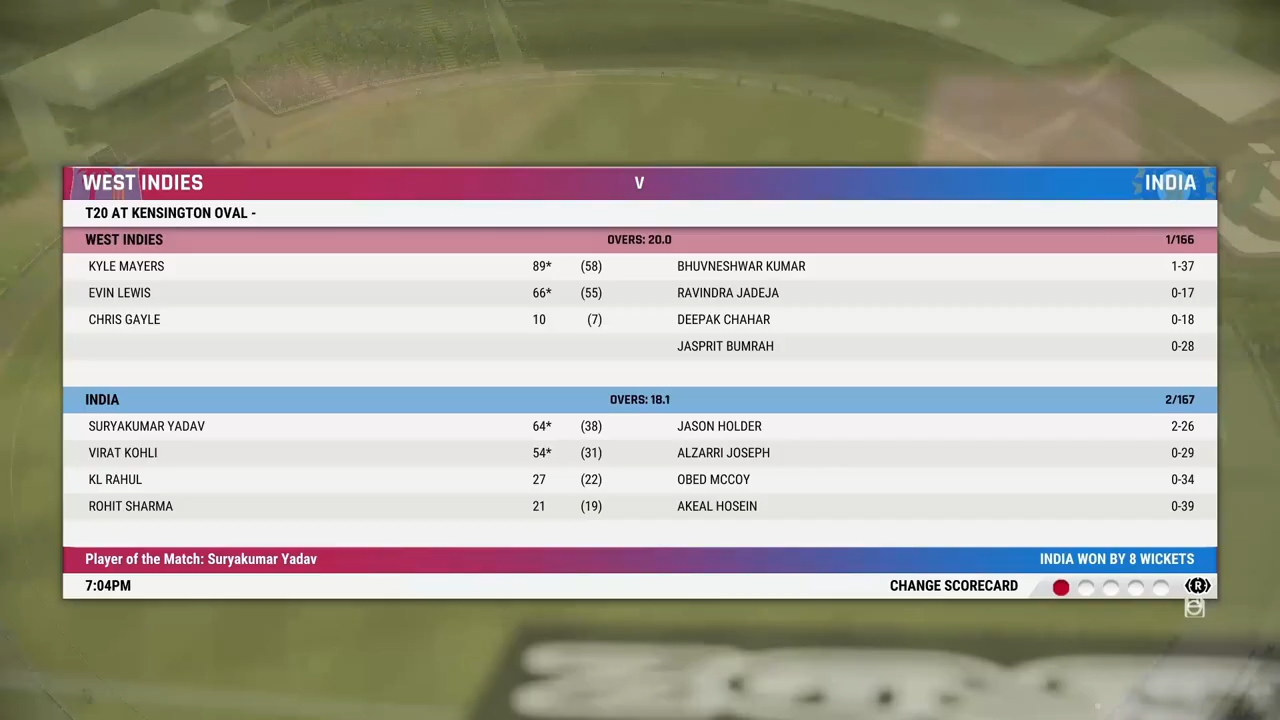 WEST INDIES V INDIA
T20 AT KENSINGTON OVAL -
WEST INDIES OVERS: 20.0 1/166
KYLE MAYERS 89* (58) BHUVNESHWAR KUMAR 1-37
EVIN LEWIS 66* (55) RAVINDRA JADEJA 0-17
CHRIS GAYLE 10 (7) DEEPAK CHAHAR 0-18
JASPRIT BUMRAH 0-28
INDIA OVERS: 18.1 2/167
SURYAKUMAR YADAV 64* (38) JASON HOLDER 2-26
VIRAT KOHLI 54* (31) ALZARRI JOSEPH 0-29
KL RAHUL 27 (22) OBED MCCOY 0-34
ROHIT SHARMA 21 (19) AKEAL HOSEIN 0-39
Player of the Match: Suryakumar Yadav INDIA WON BY 8 WICKETS
7:04PM CHANGE SCORECARD R